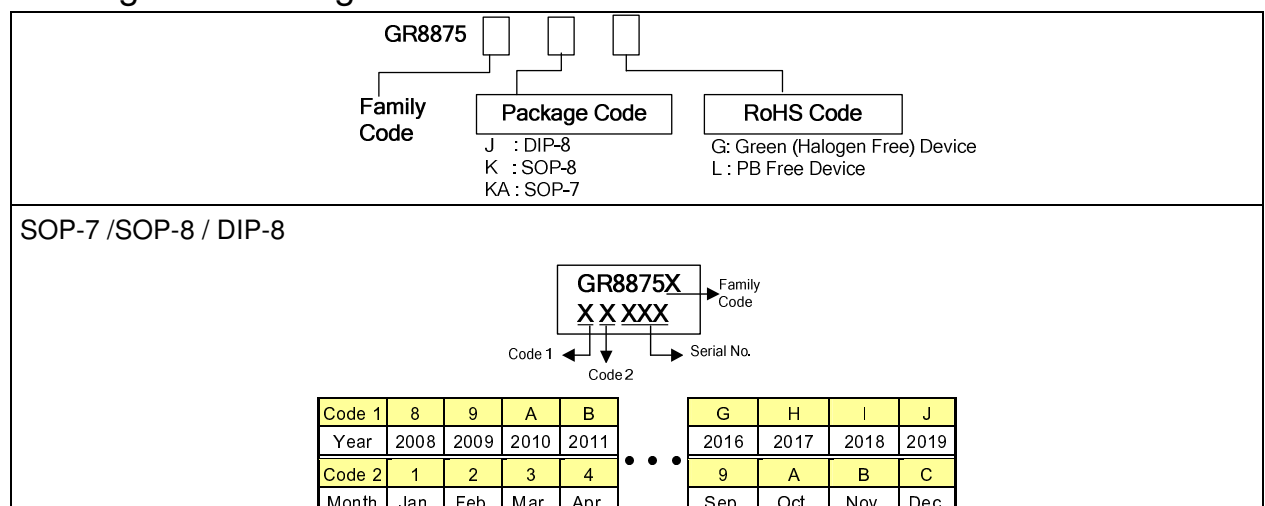 GR8875
Family
Code
Package Code
J : DIP-8
K : SOP-8
KA : SOP-7
RoHS Code
G: Green (Halogen Free) Device
L : PB Free Device
SOP-7 /SOP-8 / DIP-8
GR8875X
X X XXX
Family
Code
Code 1
Code 2
Serial No.
Code 1 8 9 A B G H I J
Year 2008 2009 2010 2011 • • • 2016 2017 2018 2019
Code 2 1 2 3 4 9 A B C
Month Jan Feb Mar Apr Sep Oct Nov Dec